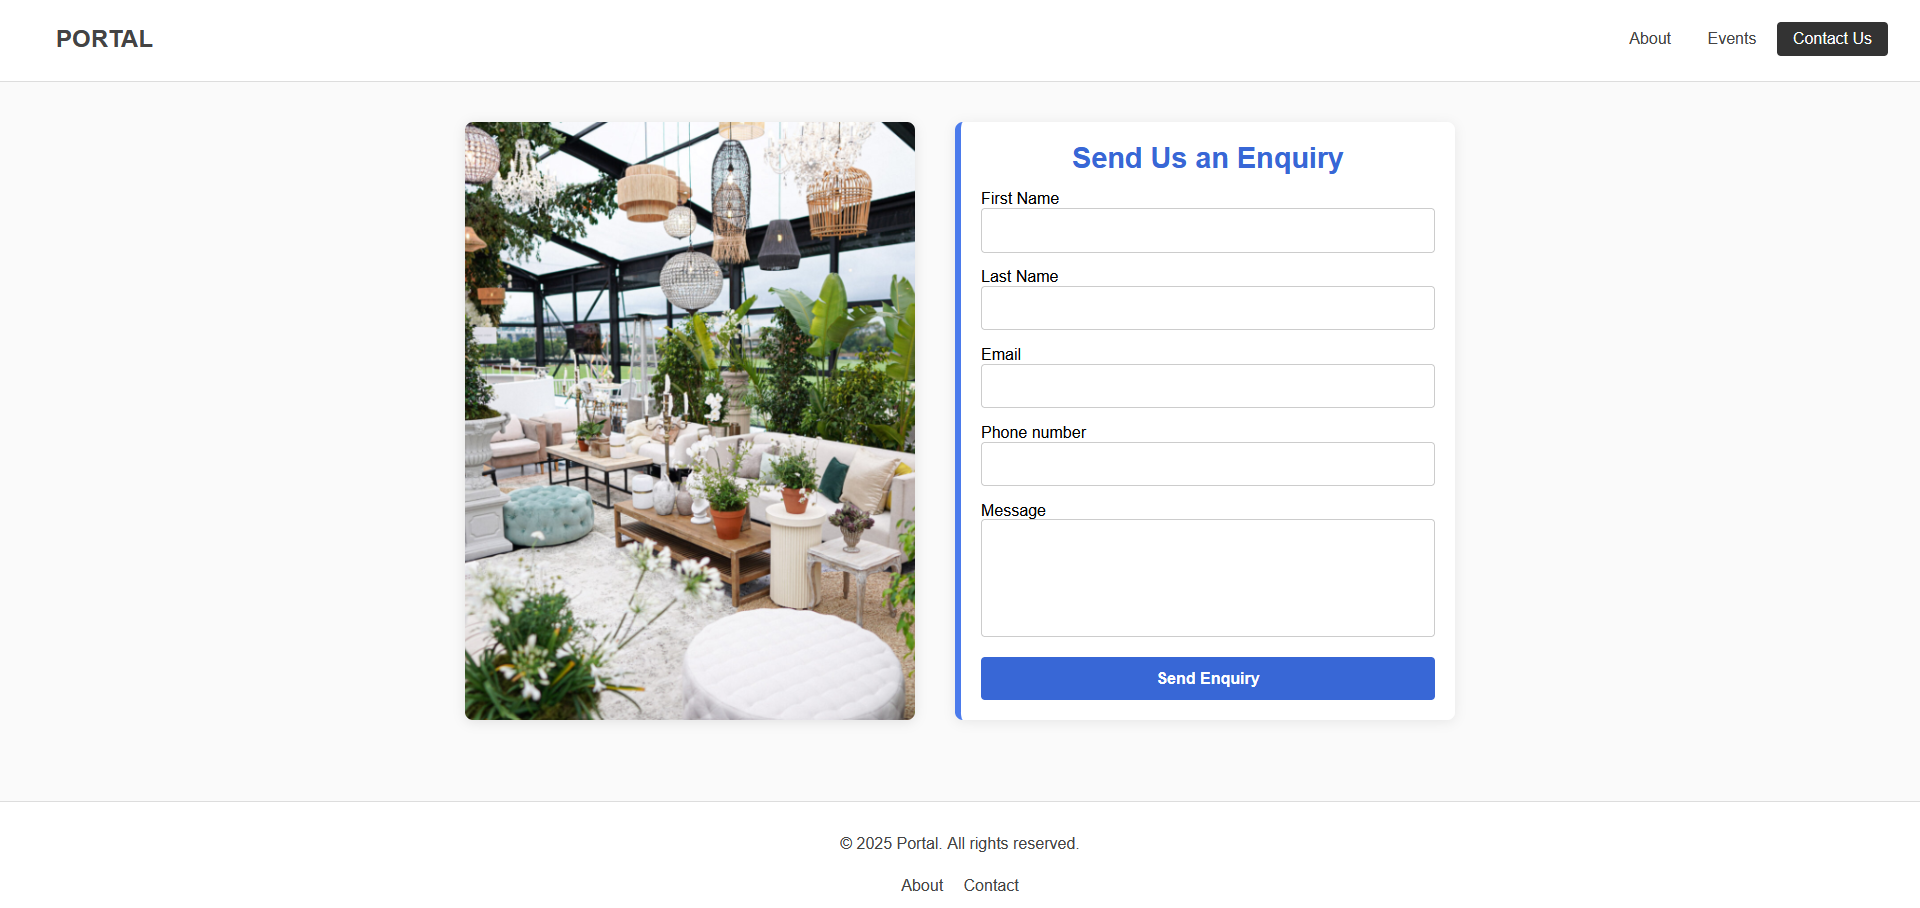 PORTAL
About Events Contact Us
Send Us an Enquiry
First Name
Last Name
Email
Phone number
Message
Send Enquiry
© 2025 Portal. All rights reserved.
About Contact